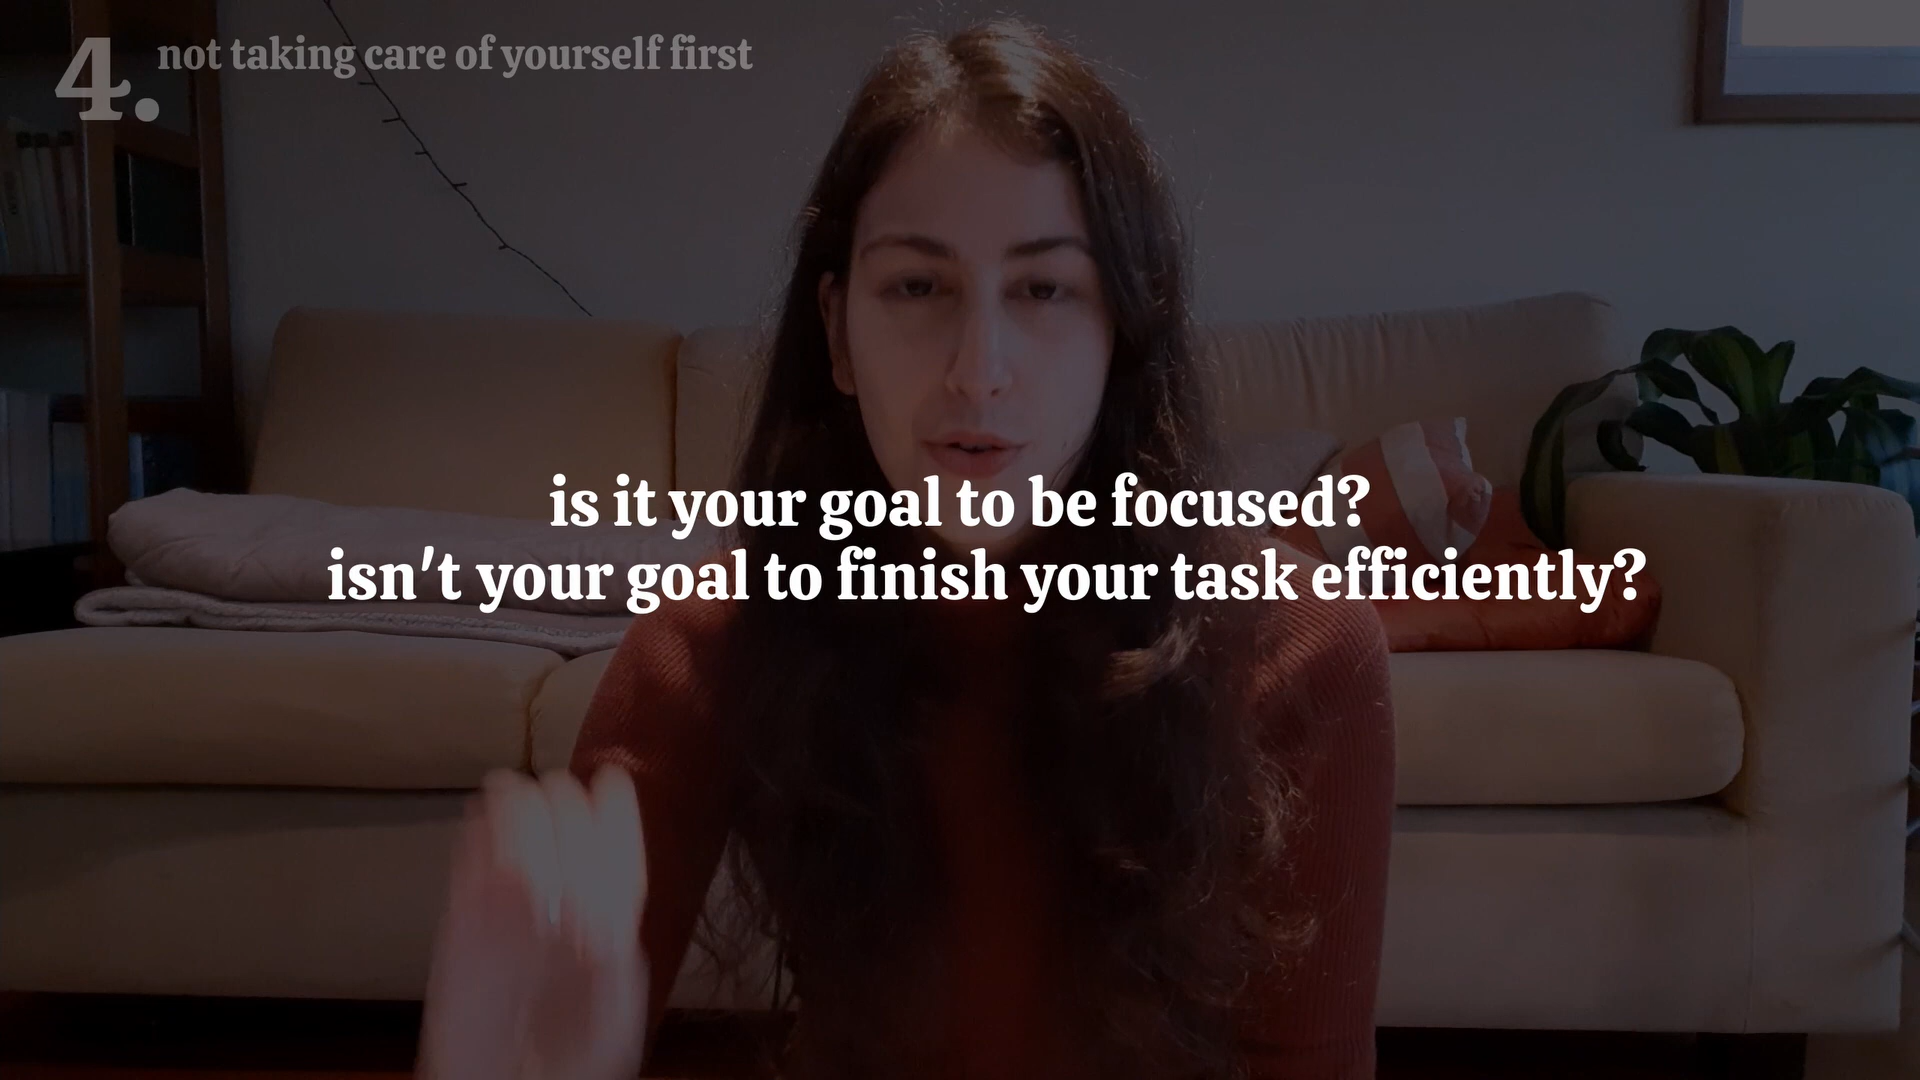 4. not taking care of yourself first
is it your goal to be focused?
isn't your goal to finish your task efficiently?